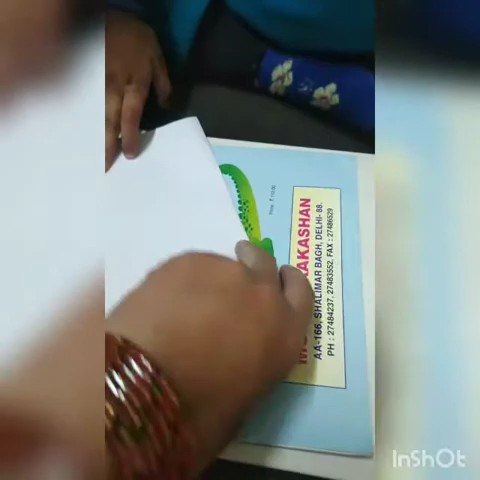 AKASHAN
AA-166, SHALIMAR BAGH, DELHI- 88.
PH : 27484237, 27483552, FAX : 27486529
InShOt